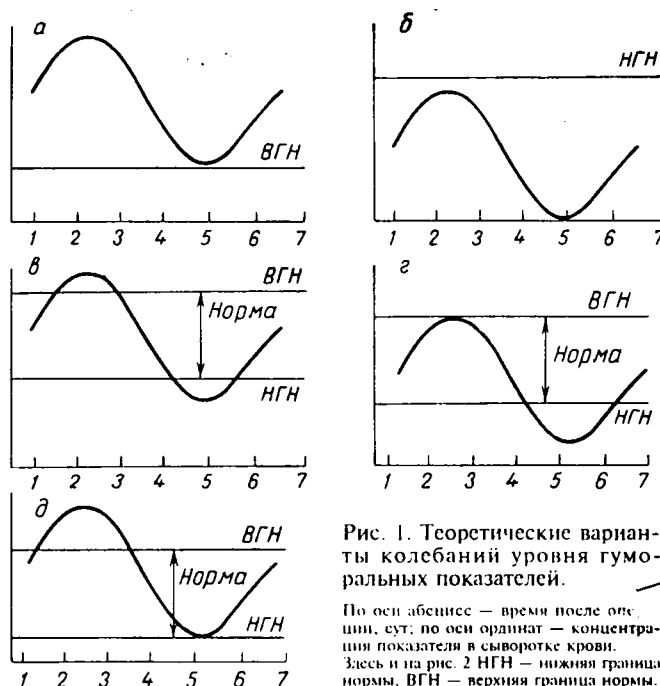 а
ВГН
1 2 3 4 5 6 7
б
НГН
1 2 3 4 5 6 7
в
ВГН
Норма
НГН
1 2 3 4 5 6 7
г
ВГН
Норма
НГН
1 2 3 4 5 6 7
д
ВГН
Норма
НГН
1 2 3 4 5 6 7
Рис. 1. Теоретические вариан-
ты колебаний уровня гумо-
ральных показателей.
По оси абсцисс — время после
ции, сут; по оси ординат — концентра-
ция показателя в сыворотке крови.
Здесь и на рис. 2 НГН — нижняя граница
нормы, ВГН — верхняя граница нормы.